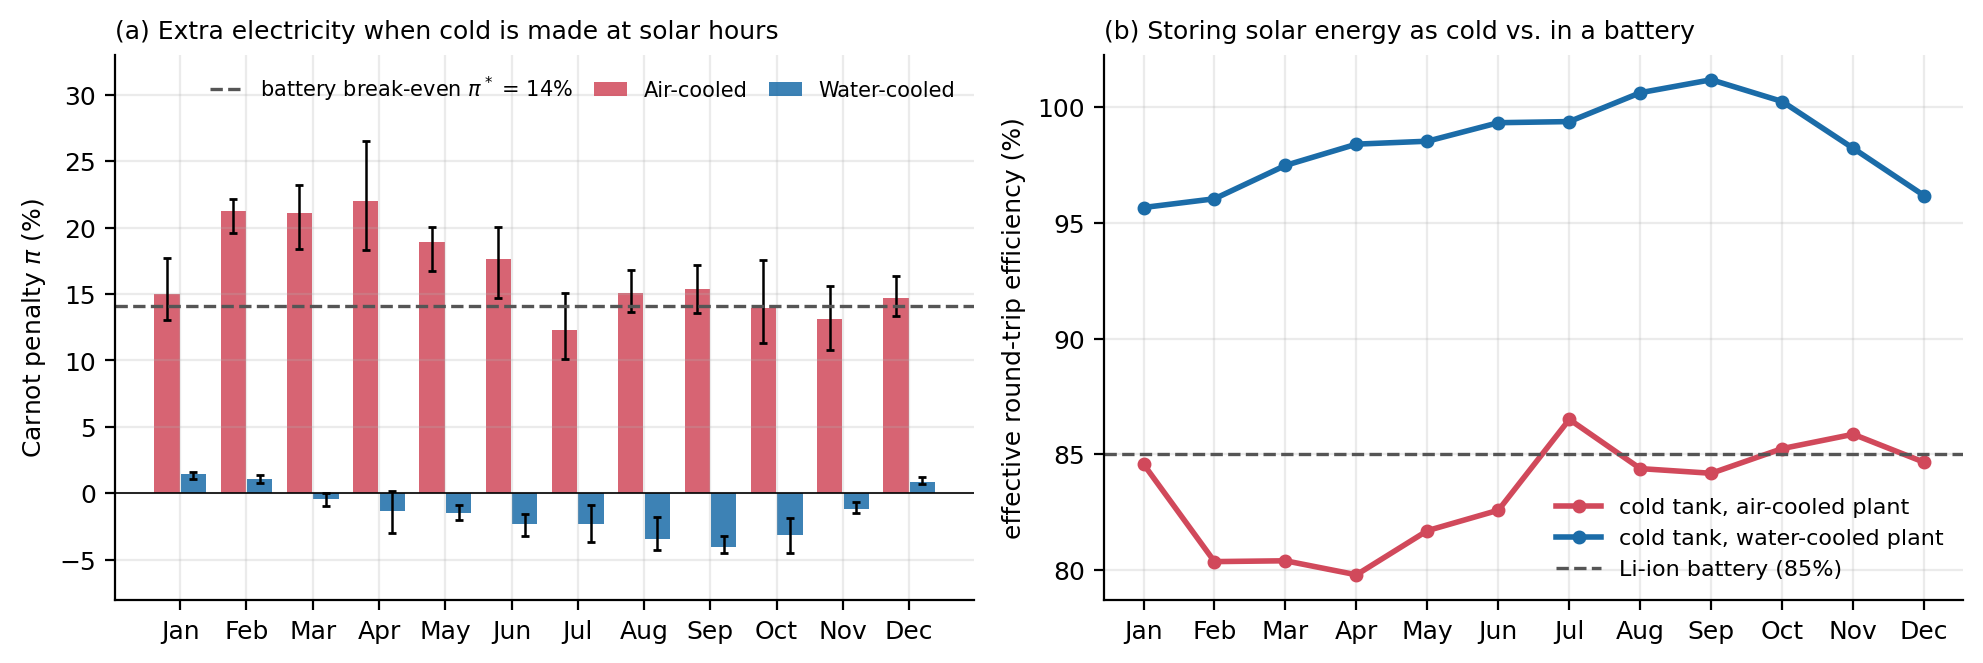 (a) Extra electricity when cold is made at solar hours
battery break-even π* = 14%
Air-cooled
Water-cooled
Carnot penalty π (%)
30
25
20
15
10
5
0
−5
Jan Feb Mar Apr May Jun Jul Aug Sep Oct Nov Dec
(b) Storing solar energy as cold vs. in a battery
effective round-trip efficiency (%)
100
95
90
85
80
cold tank, air-cooled plant
cold tank, water-cooled plant
Li-ion battery (85%)
Jan Feb Mar Apr May Jun Jul Aug Sep Oct Nov Dec